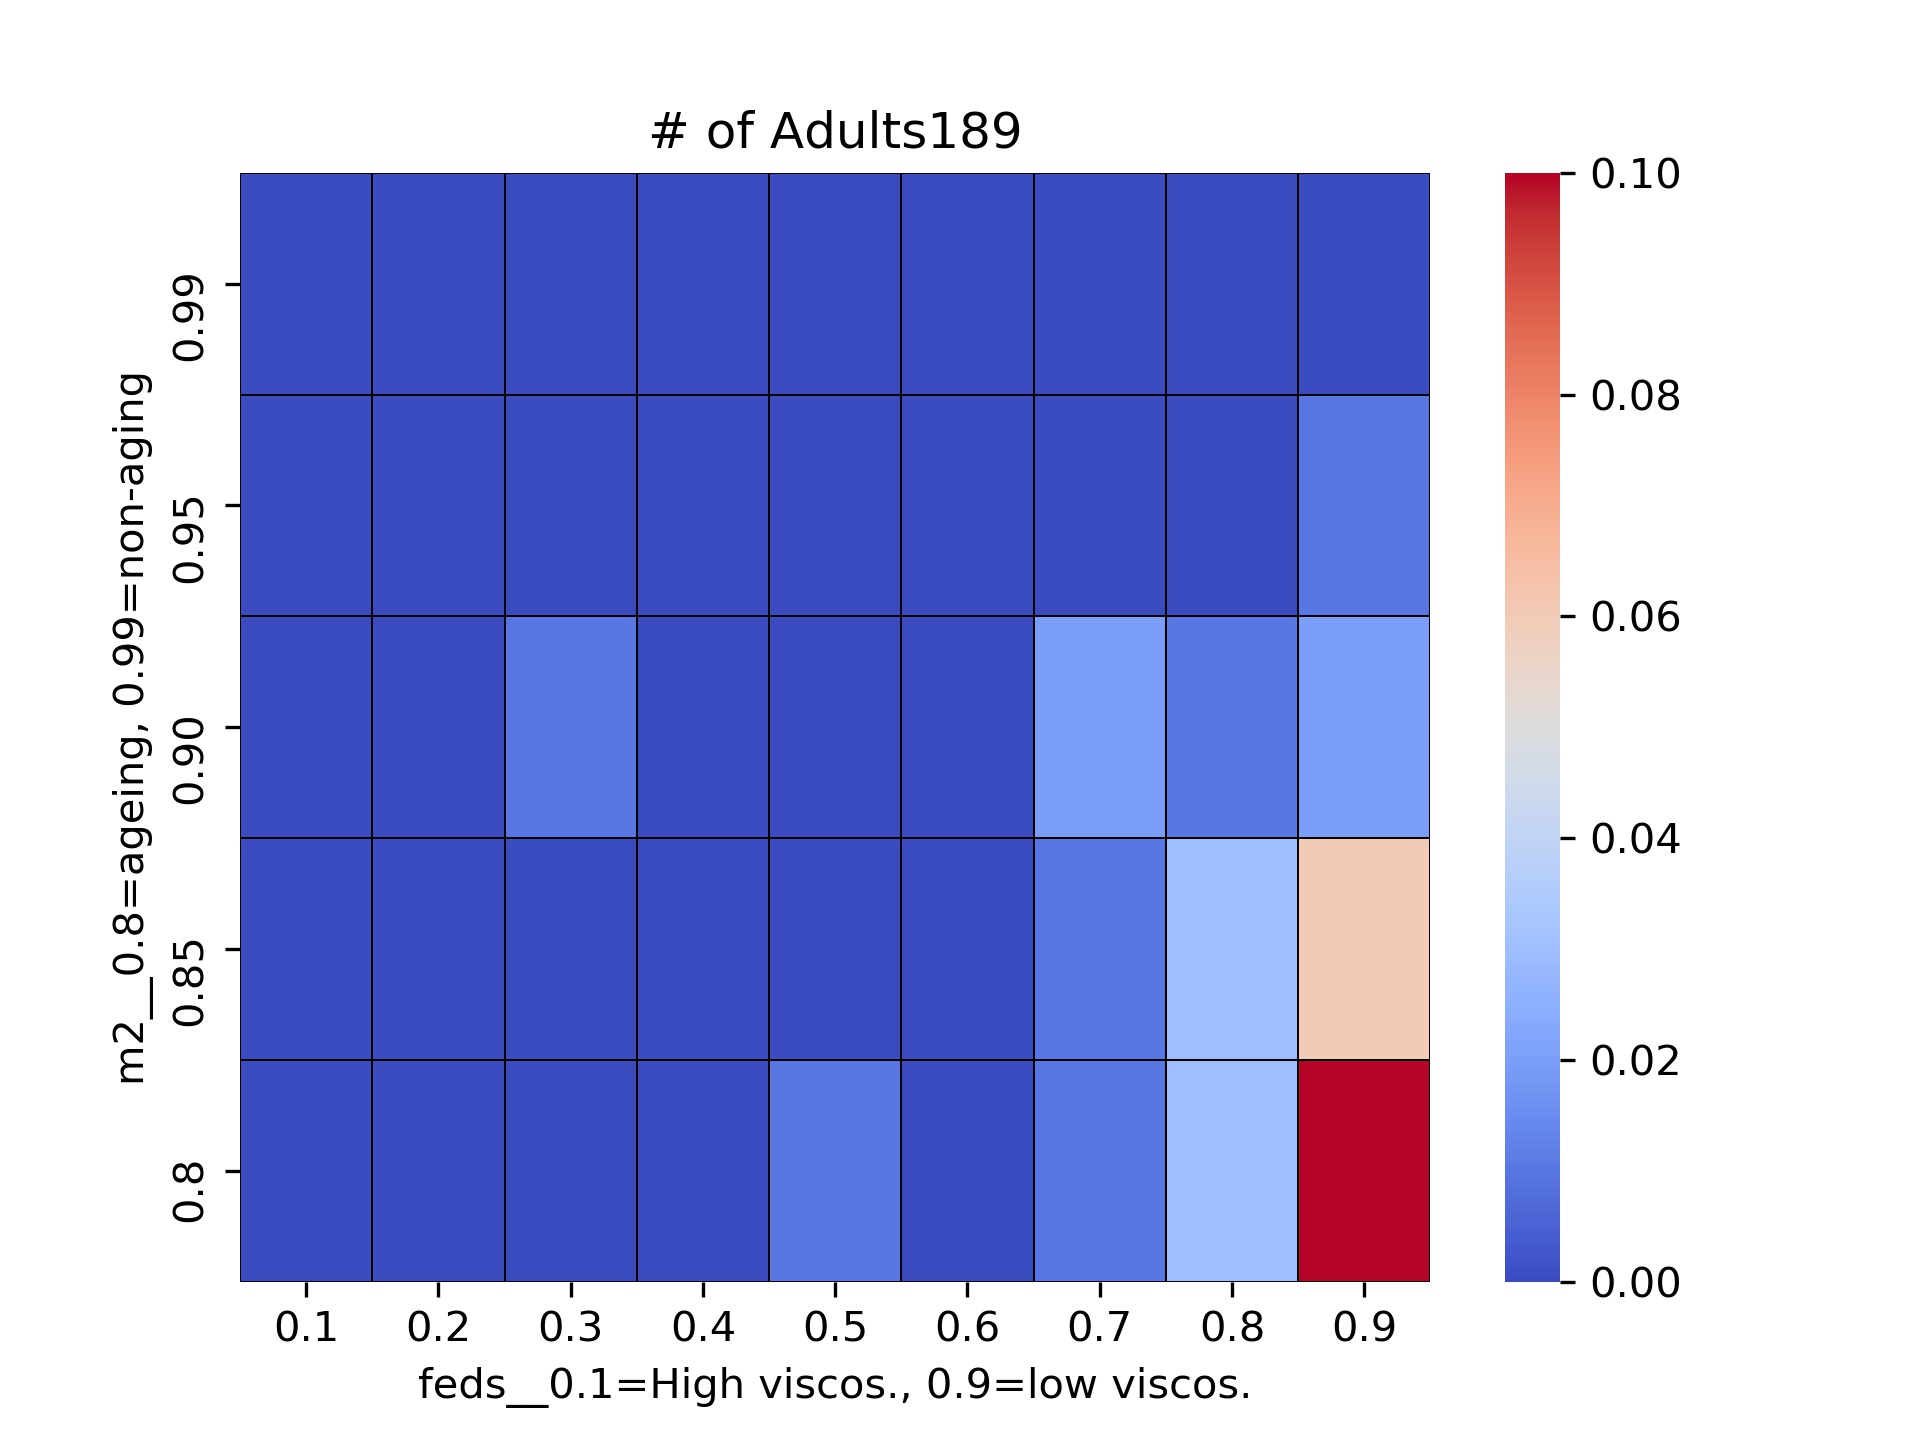 # of Adults189
m2__0.8=ageing, 0.99=non-aging
0.99
0.95
0.90
0.85
0.8
0.1 0.2 0.3 0.4 0.5 0.6 0.7 0.8 0.9
feds__0.1=High viscos., 0.9=low viscos.
0.10
0.08
0.06
0.04
0.02
0.00